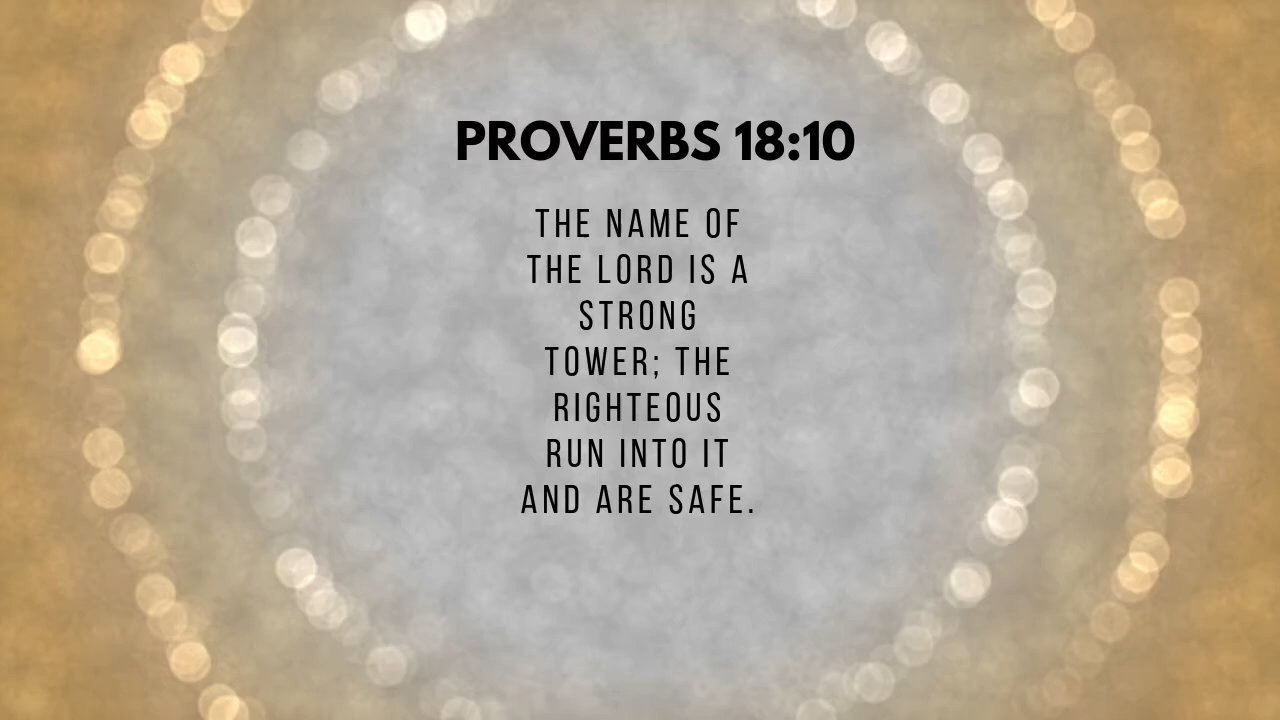 PROVERBS 18:10
THE NAME OF
THE LORD IS A
STRONG
TOWER; THE
RIGHTEOUS
RUN INTO IT
AND ARE SAFE.